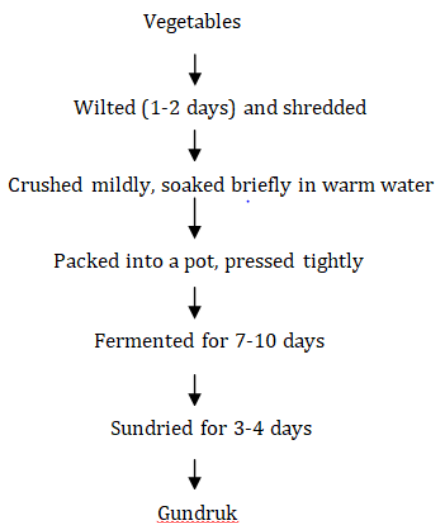 Vegetables
Wilted (1-2 days) and shredded
Crushed mildly, soaked briefly in warm water
Packed into a pot, pressed tightly
Fermented for 7-10 days
Sundried for 3-4 days
Gundruk